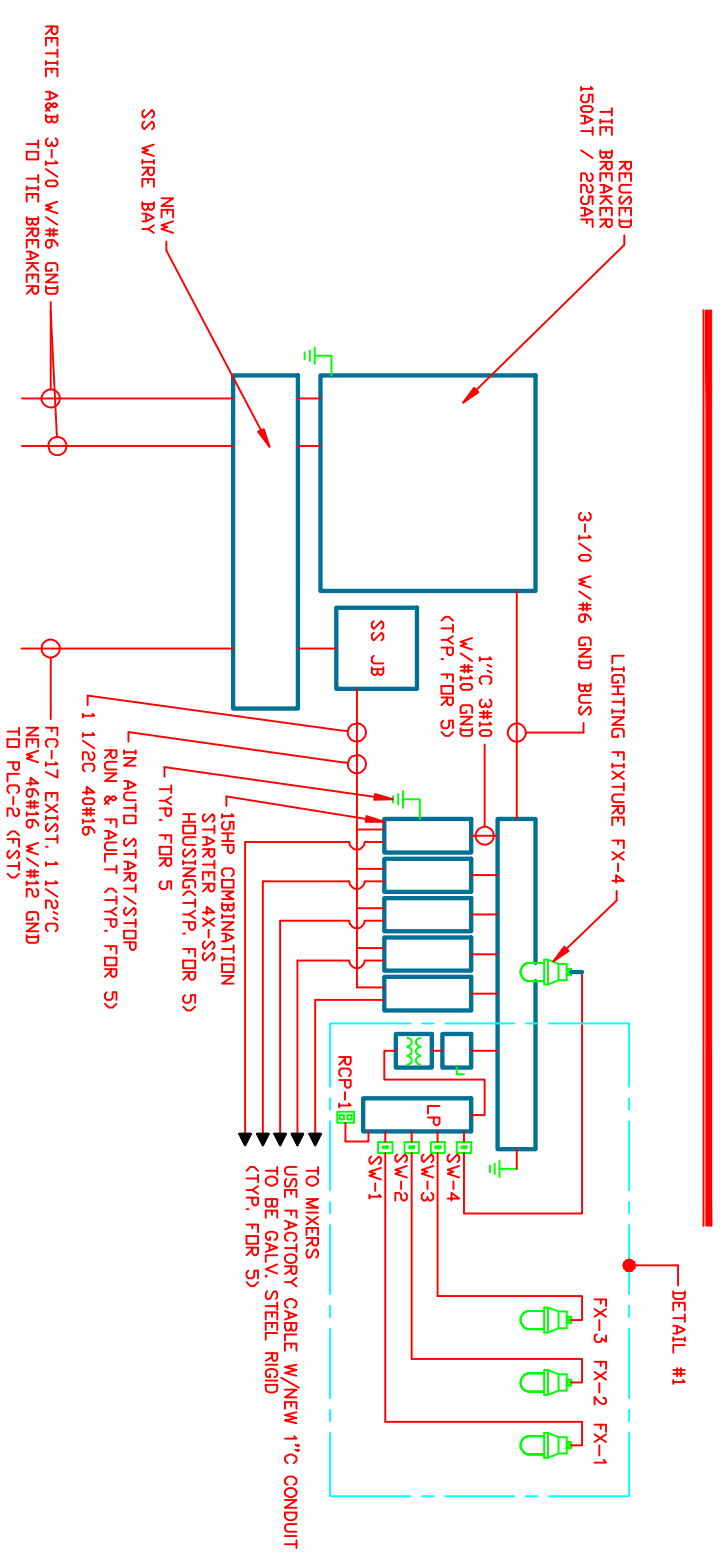 REUSED
TIE BREAKER
150AT / 225AF
NEW
SS WIRE BAY
RETIE A&B 3-1/0 W/#6 GND
TO TIE BREAKER
3-1/0 W/#6 GND BUS
LIGHTING FIXTURE FX-4
1"C 3#10
W/#10 GND
(TYP. FOR 5)
SS JB
FC-17 EXIST. 1 1/2"C
NEW 46#16 W/#12 GND
TO PLC-2 (FST)
1 1/2C 40#16
IN AUTO START/STOP
RUN & FAULT (TYP. FOR 5)
TYP. FOR 5
15HP COMBINATION
STARTER 4X-SS
HOUSING(TYP. FOR 5)
RCP-1
LP
SW-4
SW-3
SW-2
SW-1
DETAIL #1
FX-3
FX-2
FX-1
TO MIXERS
USE FACTORY CABLE W/NEW 1"C CONDUIT
TO BE GALV. STEEL RIGID
(TYP. FOR 5)